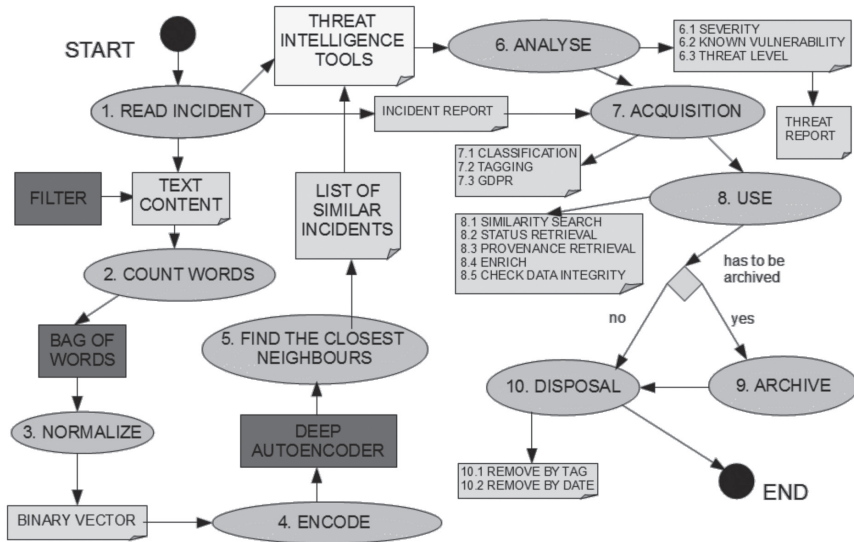 START
1. READ INCIDENT
THREAT
INTELLIGENCE
TOOLS
6. ANALYSE
6.1 SEVERITY
6.2 KNOWN VULNERABILITY
6.3 THREAT LEVEL
INCIDENT REPORT
7. ACQUISITION
THREAT
REPORT
7.1 CLASSIFICATION
7.2 TAGGING
7.3 GDPR
FILTER
TEXT
CONTENT
LIST OF
SIMILAR
INCIDENTS
8. USE
8.1 SIMILARITY SEARCH
8.2 STATUS RETRIEVAL
8.3 PROVENANCE RETRIEVAL
8.4 ENRICH
8.5 CHECK DATA INTEGRITY
has to be
archived
no
yes
2. COUNT WORDS
BAG OF
WORDS
3. NORMALIZE
BINARY VECTOR
4. ENCODE
DEEP
AUTOENCODER
5. FIND THE CLOSEST
NEIGHBOURS
9. ARCHIVE
10. DISPOSAL
10.1 REMOVE BY TAG
10.2 REMOVE BY DATE
END